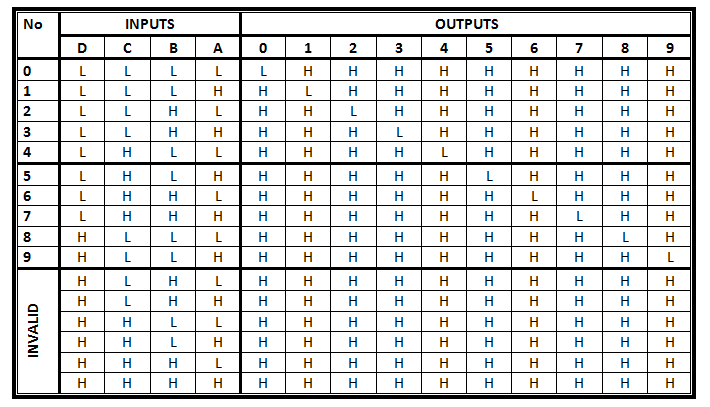 No INPUTS OUTPUTS
D C B A 0 1 2 3 4 5 6 7 8 9
0 L L L L L H H H H H H H H H
1 L L L H H L H H H H H H H H
2 L L H L H H L H H H H H H H
3 L L H H H H H L H H H H H H
4 L H L L H H H H L H H H H H
5 L H L H H H H H H L H H H H
6 L H H L H H H H H H L H H H
7 L H H H H H H H H H H L H H
8 H L L L H H H H H H H H L H
9 H L L H H H H H H H H H H L
INVALID
H L H L H H H H H H H H H H
H L H H H H H H H H H H H H
H H L L H H H H H H H H H H
H H L H H H H H H H H H H H
H H H L H H H H H H H H H H
H H H H H H H H H H H H H H